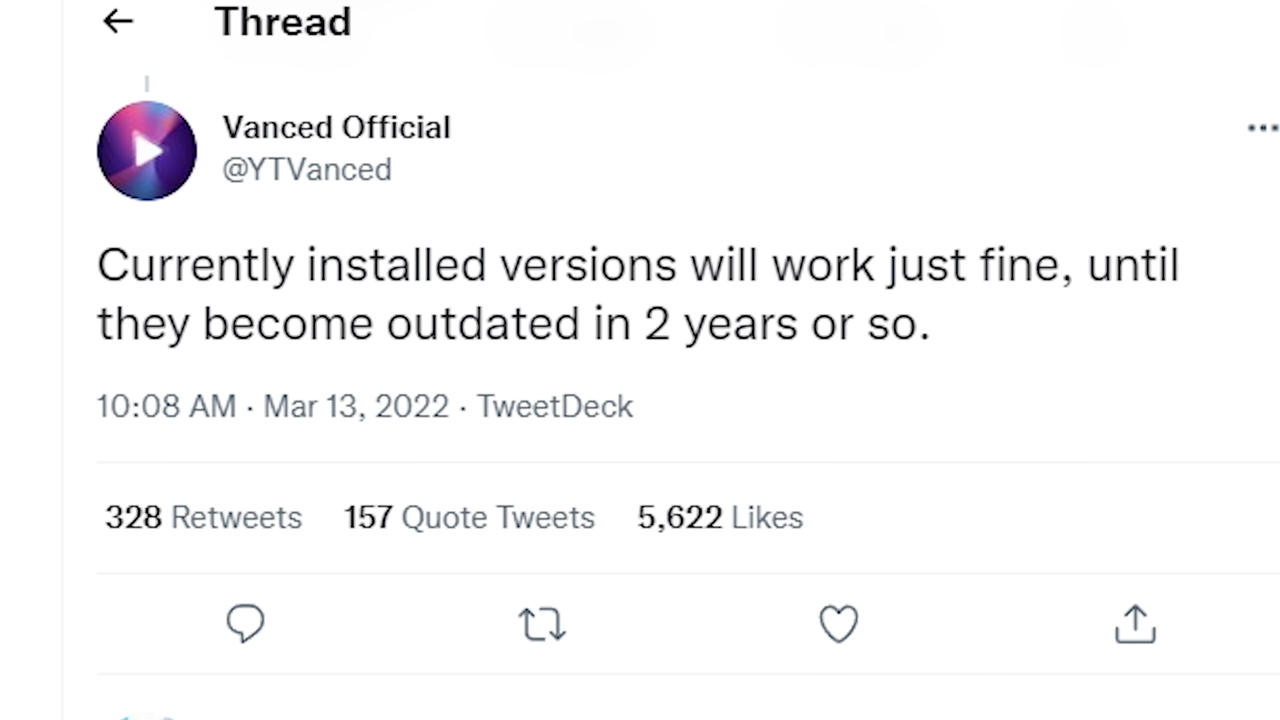 Thread
Vanced Official
@YTVanced
Currently installed versions will work just fine, until
they become outdated in 2 years or so.
10:08 AM · Mar 13, 2022 · TweetDeck
328 Retweets 157 Quote Tweets 5,622 Likes